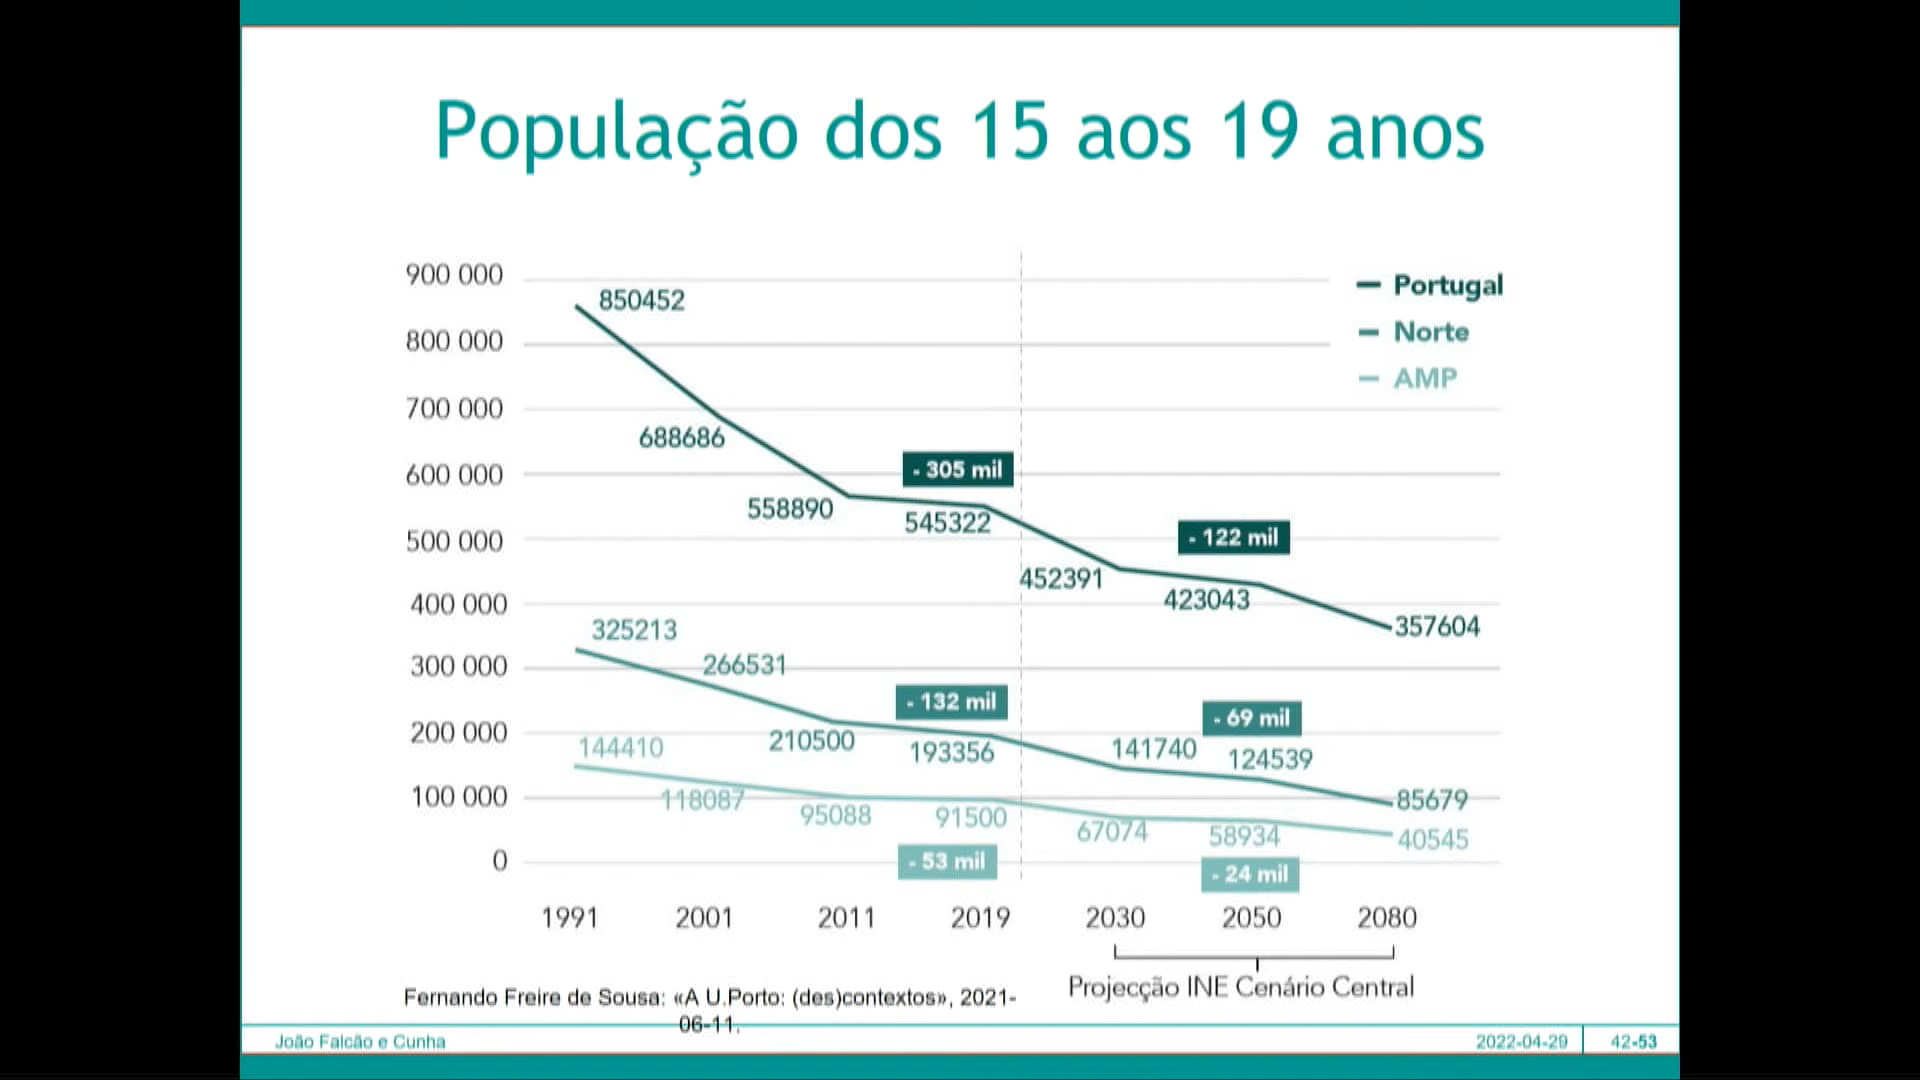 População dos 15 aos 19 anos
900 000
800 000
700 000
600 000
500 000
400 000
300 000
200 000
100 000
0
Portugal
Norte
AMP
850452
688686
558890
545322
452391
423043
357604
- 305 mil
- 122 mil
325213
266531
210500
193356
141740
124539
85679
- 132 mil
- 69 mil
144410
118087
95088
91500
67074
58934
40545
- 53 mil
- 24 mil
1991 2001 2011 2019 2030 2050 2080
Projecção INE Cenário Central
Fernando Freire de Sousa: «A U.Porto: (des)contextos», 2021-
06-11.
João Falcão e Cunha 2022-04-29 42-53